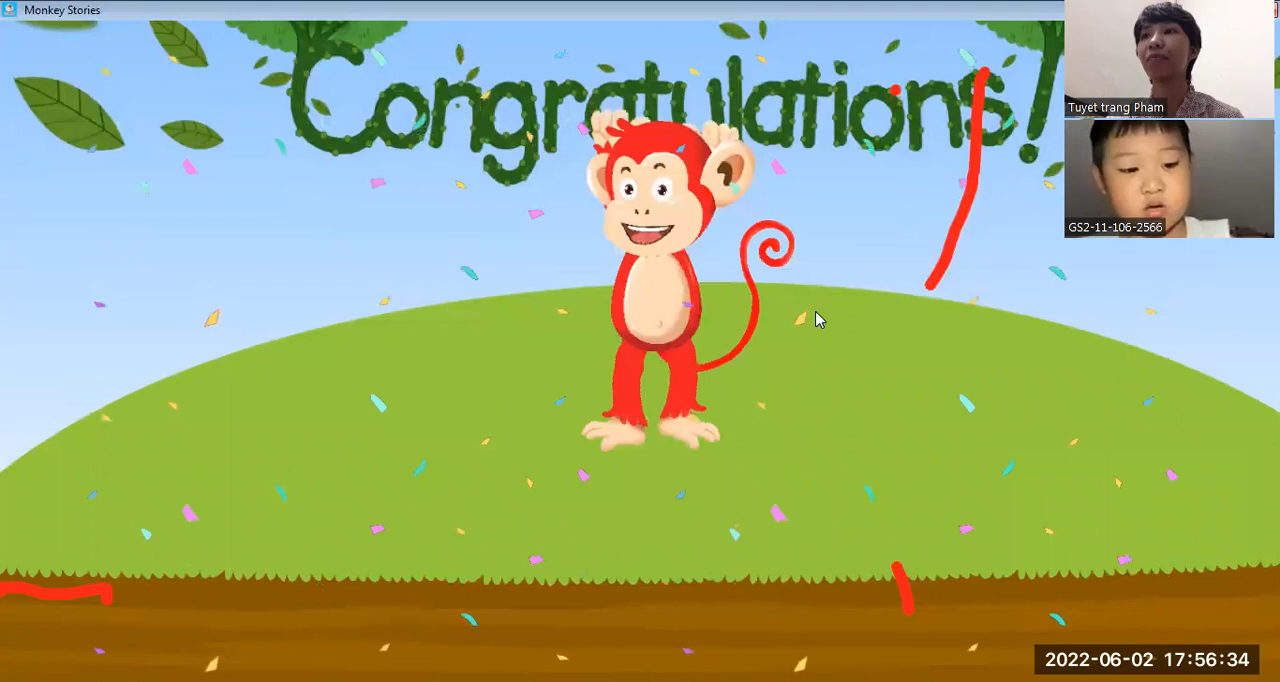 Monkey Stories
Congratulations!
Tuyet trang Pham
GS2-11-106-2566
2022-06-02 17:56:34